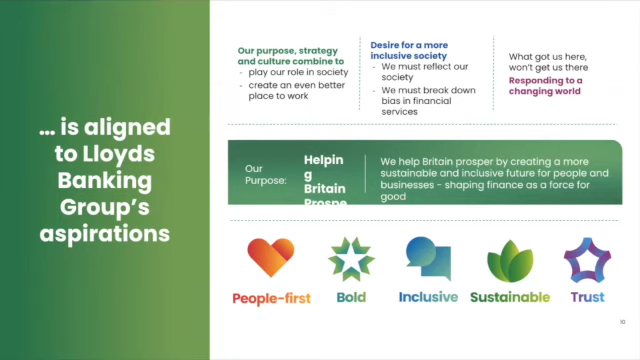 ... is aligned
to Lloyds
Banking
Group's
aspirations
Our purpose, strategy
and culture combine to
- play our role in society
- create an even better
place to work
Desire for a more
inclusive society
- We must reflect our
society
- We must break down
bias in financial
services
What got us here,
won't get us there
Responding to a
changing world
Our
Purpose:
Helpin
g
Britain
Prospe
We help Britain prosper by creating a more
sustainable and inclusive future for people and
businesses - shaping finance as a force for
good
People-first
Bold
Inclusive
Sustainable
Trust
10